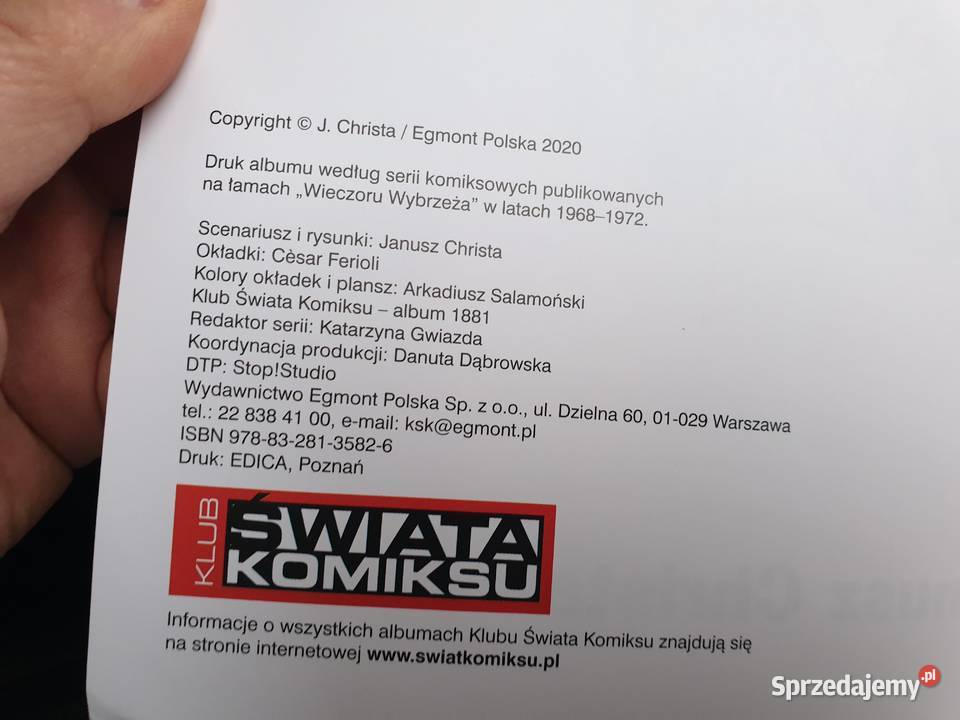 Copyright © J. Christa / Egmont Polska 2020
Druk albumu według serii komiksowych publikowanych
na łamach „Wieczoru Wybrzeża” w latach 1968–1972.
Scenariusz i rysunki: Janusz Christa
Okładki: Cèsar Ferioli
Kolory okładek i plansz: Arkadiusz Salamoński
Klub Świata Komiksu – album 1881
Redaktor serii: Katarzyna Gwiazda
Koordynacja produkcji: Danuta Dąbrowska
DTP: Stop!Studio
Wydawnictwo Egmont Polska Sp. z o.o., ul. Dzielna 60, 01-029 Warszawa
tel.: 22 838 41 00, e-mail: ksk@egmont.pl
ISBN 978-83-281-3582-6
Druk: EDICA, Poznań
KLUB
ŚWIATA
KOMIKSU
Informacje o wszystkich albumach Klubu Świata Komiksu znajdują się
na stronie internetowej www.swiatkomiksu.pl
Sprzedajemy.pl